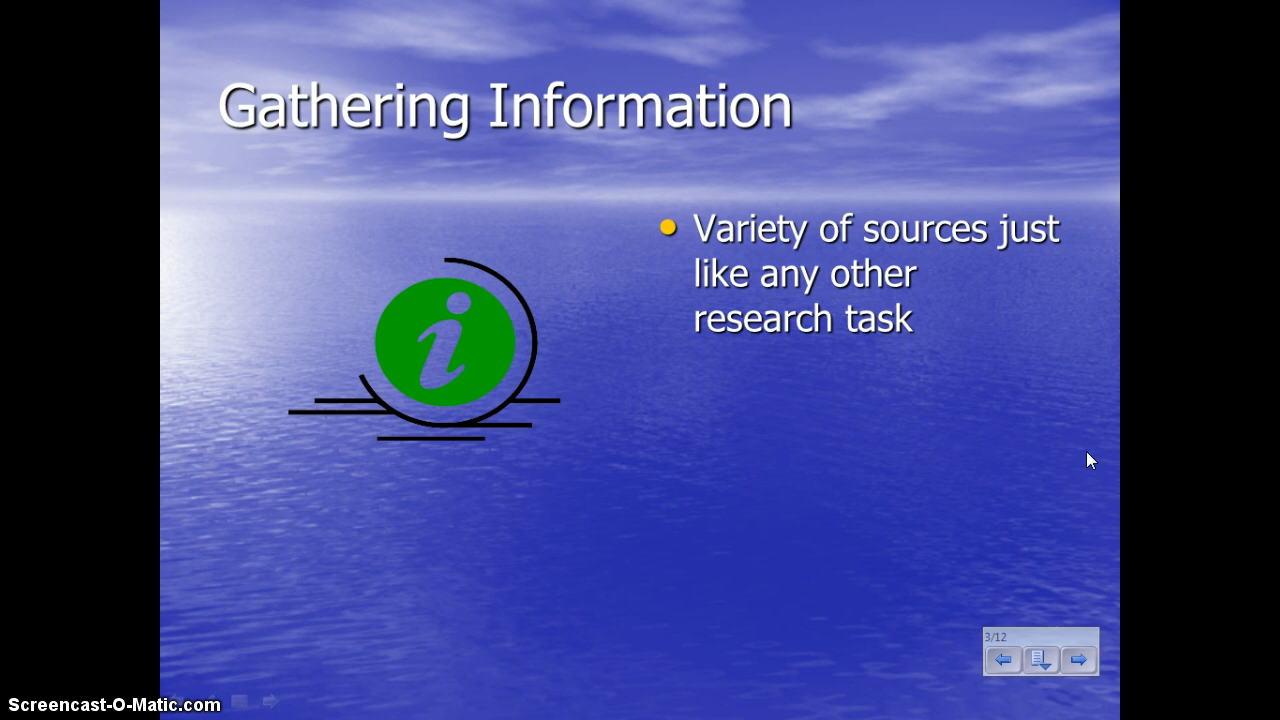 Gathering Information
Variety of sources just
like any other
research task
i
3/12
Screencast-O-Matic.com